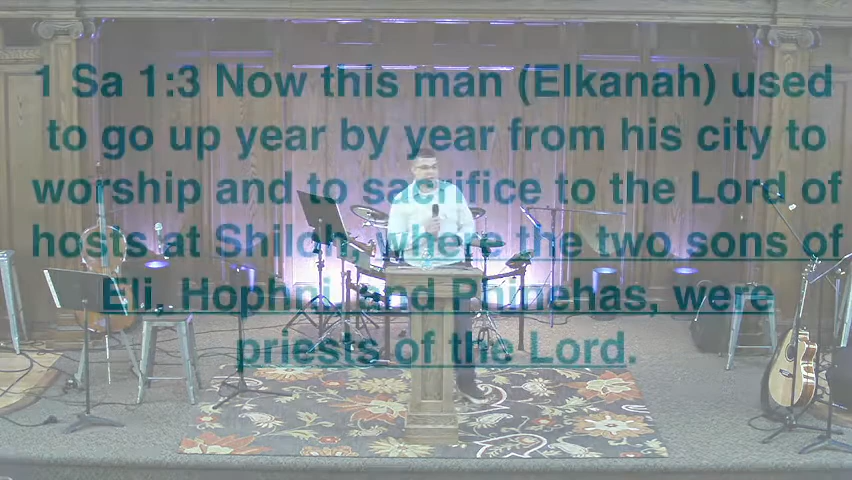 1 Sa 1:3 Now this man (Elkanah) used
to go up year by year from his city to
worship and to sacrifice to the Lord of
hosts at Shiloh, where the two sons of
Eli, Hophni, and Phinehas, were
priests of the Lord.